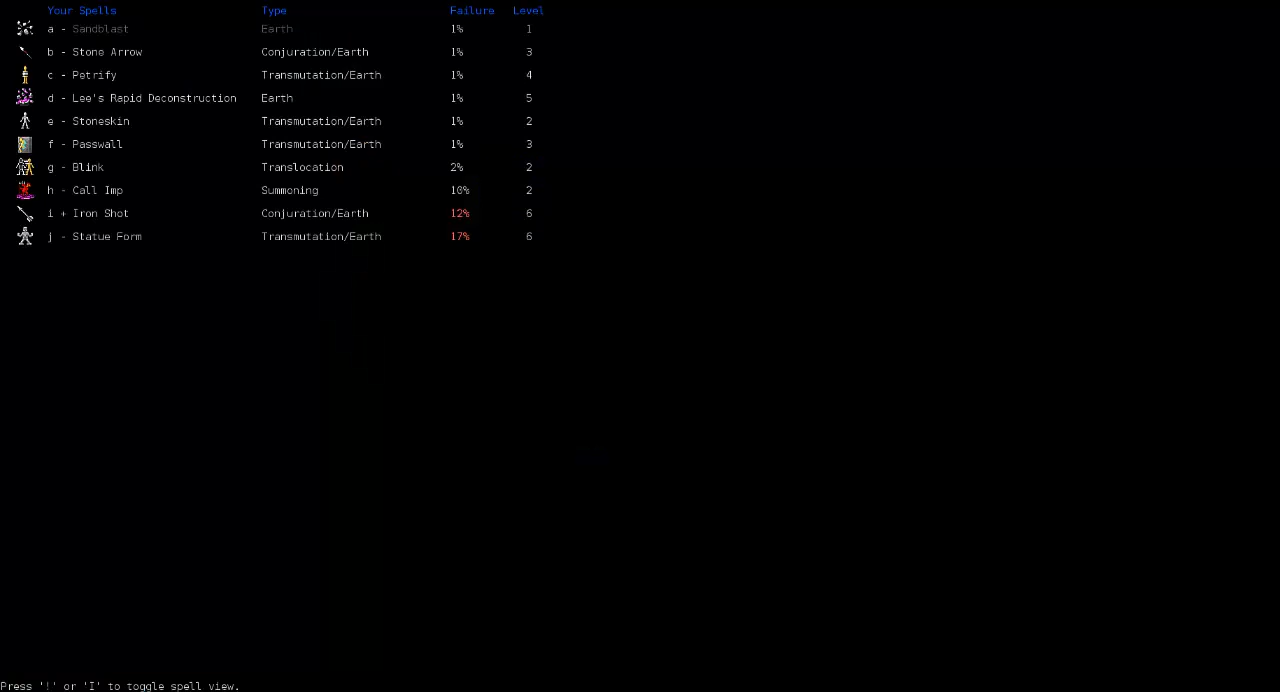 Your Spells Type Failure Level
a - Sandblast Earth 1% 1
b - Stone Arrow Conjuration/Earth 1% 3
c - Petrify Transmutation/Earth 1% 4
d - Lee's Rapid Deconstruction Earth 1% 5
e - Stoneskin Transmutation/Earth 1% 2
f - Passwall Transmutation/Earth 1% 3
g - Blink Translocation 2% 2
h - Call Imp Summoning 10% 2
i + Iron Shot Conjuration/Earth 12% 6
j - Statue Form Transmutation/Earth 17% 6
Press '!' or 'I' to toggle spell view.